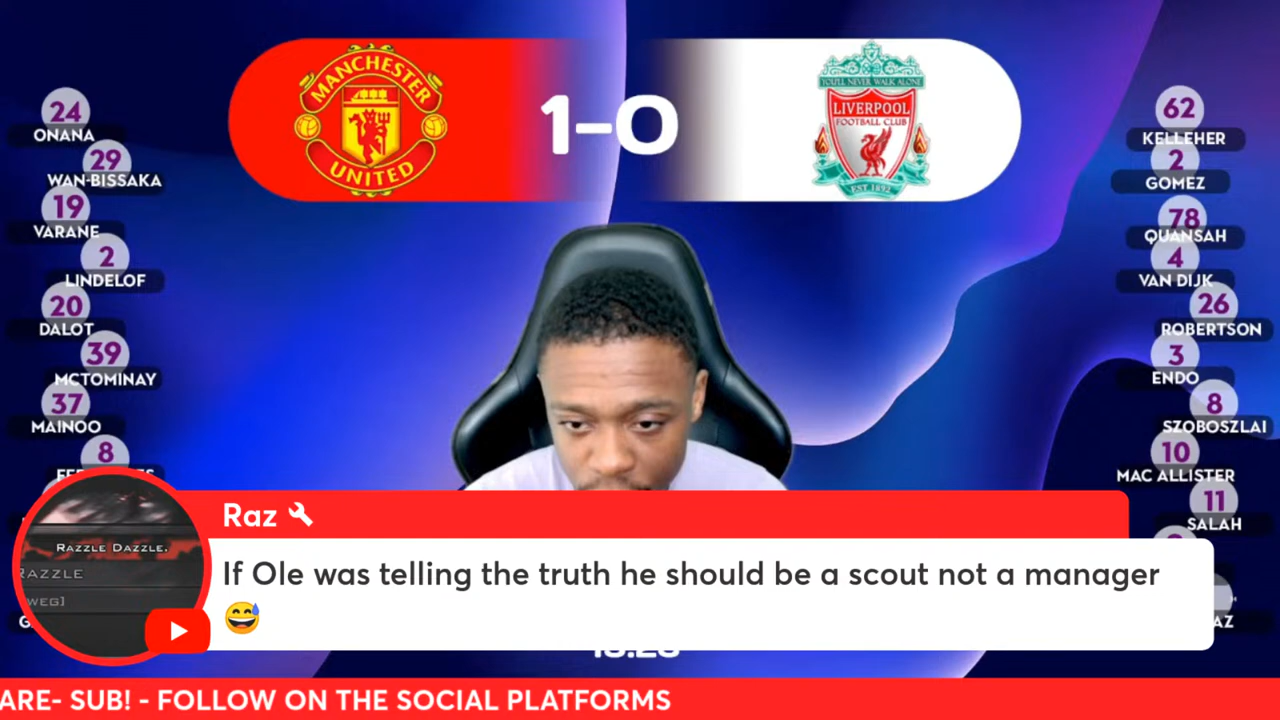 MANCHESTER
UNITED
1-0
YOU'LL NEVER WALK ALONE
LIVERPOOL
FOOTBALL CLUB
EST 1892
24
ONANA
29
WAN-BISSAKA
19
VARANE
2
LINDELOF
20
DALOT
39
MCTOMINAY
37
MAINOO
8
62
KELLEHER
2
GOMEZ
78
QUANSAH
4
VAN DIJK
26
ROBERTSON
3
ENDO
8
SZOBOSZLAI
10
MAC ALLISTER
11
SALAH
AZ
RAZZLE DAZZLE.
RAZZLE
WEG]
Raz
If Ole was telling the truth he should be a scout not a manager
😅
ARE- SUB! - FOLLOW ON THE SOCIAL PLATFORMS